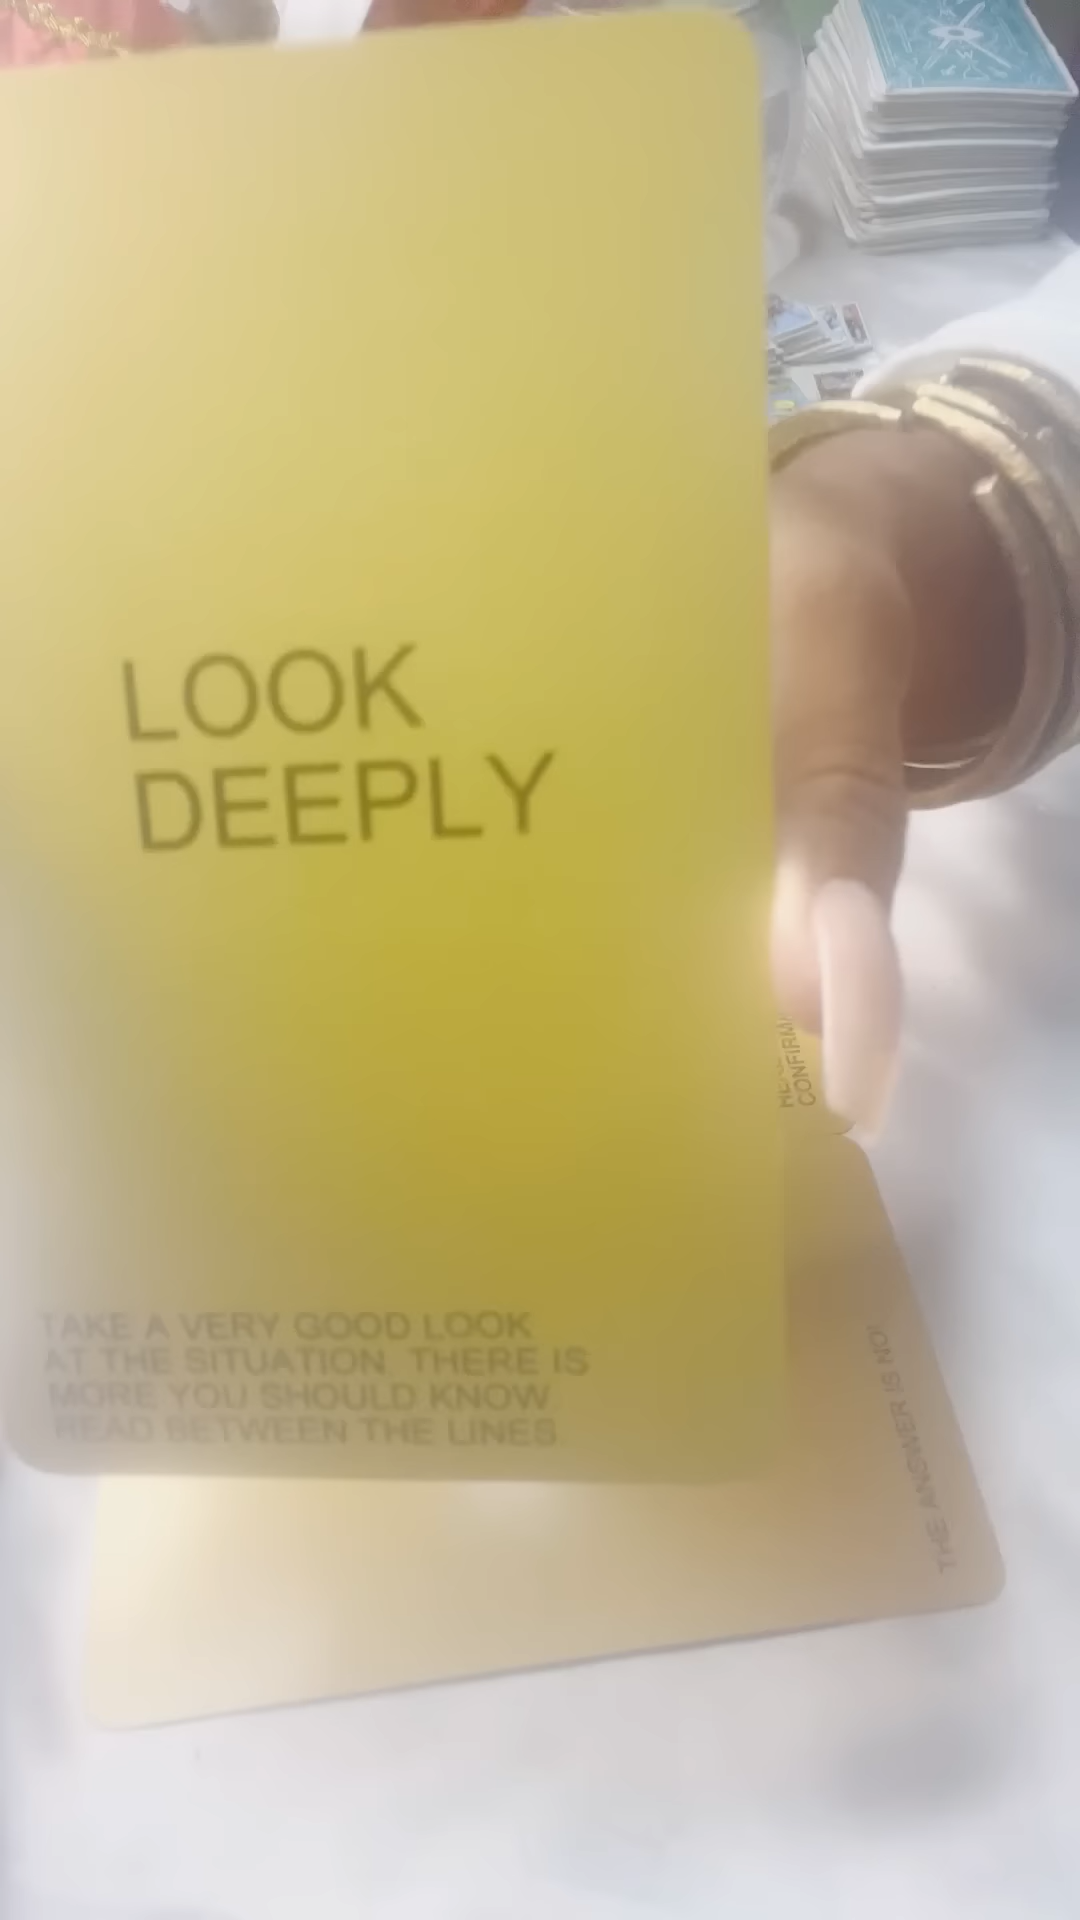 LOOK
DEEPLY
TAKE A VERY GOOD LOOK
AT THE SITUATION. THERE IS
MORE YOU SHOULD KNOW
READ BETWEEN THE LINES.
THE ANSWER IS NO!